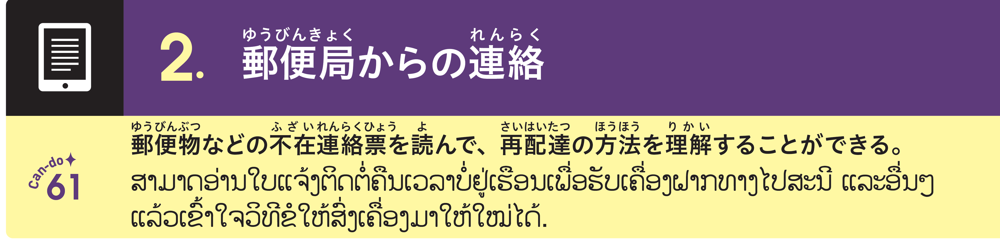 ゆうびんきょく れんらく
2. 郵便局からの連絡
ゆうびんぶつ ふざいれんらくひょう よ さいはいたつ ほうほう りかい
郵便物などの不在連絡票を読んで、再配達の方法を理解することができる。
Can-do
61
ສາມາດອ່ານໃບແຈ້ງຕິດຕໍ່ຄືນເວລາບໍ່ຢູ່ເຮືອນເພື່ອຮັບເຄື່ອງຝາກທາງໄປສະນີ ແລະອື່ນໆ
ແລ້ວເຂົ້າໃຈວິທີຂໍໃຫ້ສົ່ງເຄື່ອງມາໃຫ້ໃໝ່ໄດ້.